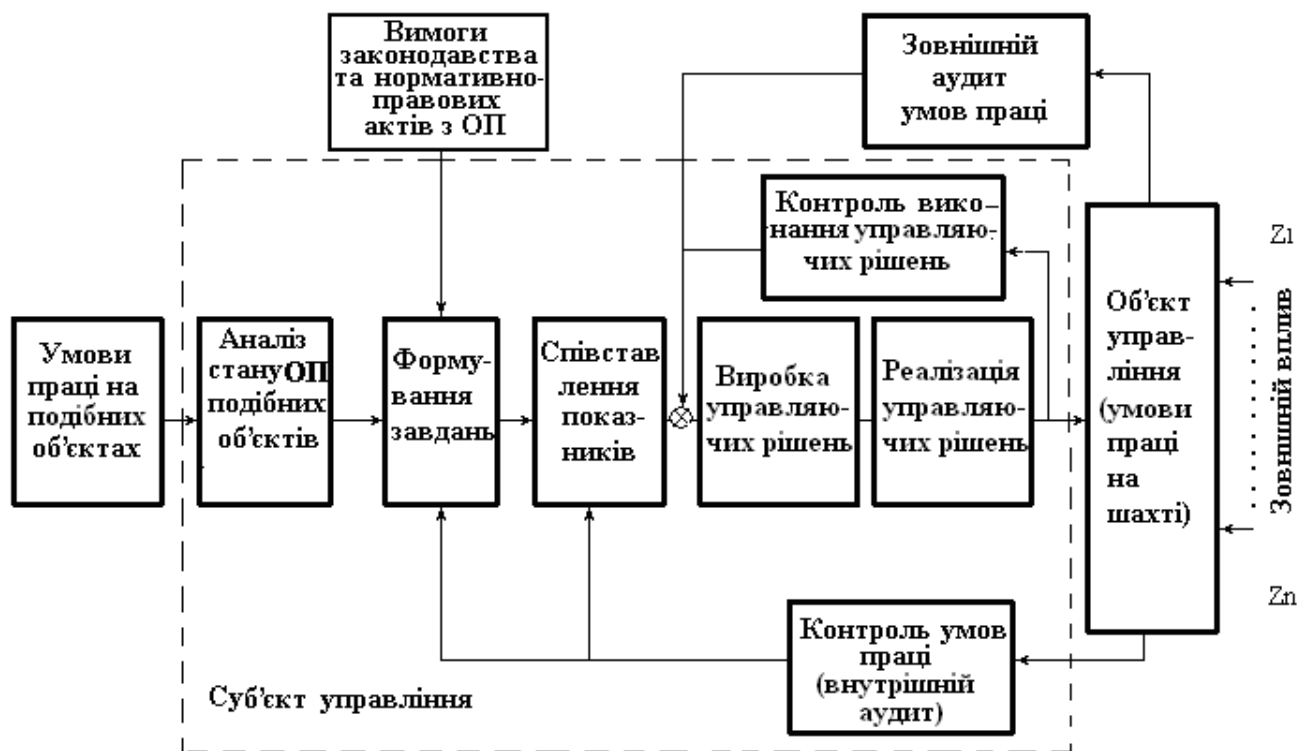 Вимоги
законодавства
та нормативно-
правових
актів з ОП
Зовнішній
аудит
умов праці
Контроль вико–
нання управляю-
чих рішень
Умови
праці на
подібних
об'єктах
Аналіз
стану ОП
подібних
об'єктів
Форму-
вання
завдань
Співстав
лення
показ-
ників
Виробка
управляю-
чих рішень
Реалізація
управляю-
чих рішень
Об'єкт
управ-
ління
(умови
праці
на
шахті)
Z1
Зовнішній вплив
Zn
Контроль умов
праці
(внутрішній
аудит)
Суб'єкт управління